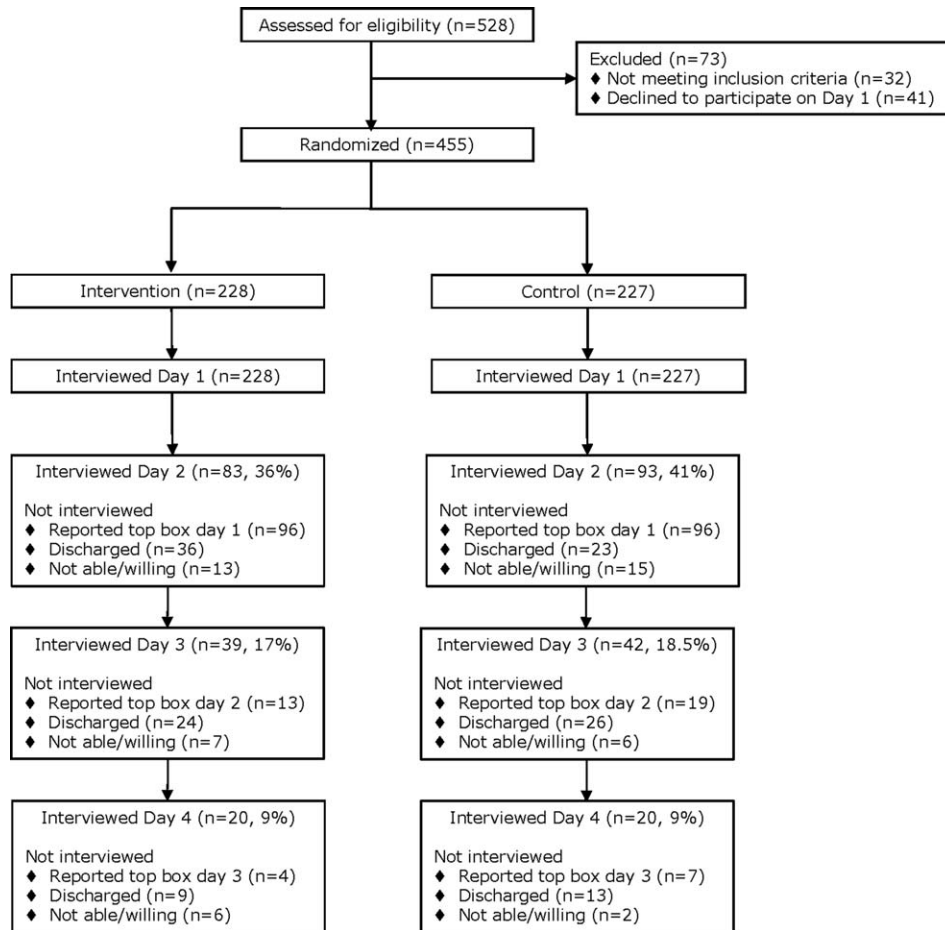 Assessed for eligibility (n=528)
Excluded (n=73)
♦ Not meeting inclusion criteria (n=32)
♦ Declined to participate on Day 1 (n=41)
Randomized (n=455)
Intervention (n=228)
Control (n=227)
Interviewed Day 1 (n=228)
Interviewed Day 1 (n=227)
Interviewed Day 2 (n=83, 36%)
Not interviewed
♦ Reported top box day 1 (n=96)
♦ Discharged (n=36)
♦ Not able/willing (n=13)
Interviewed Day 2 (n=93, 41%)
Not interviewed
♦ Reported top box day 1 (n=96)
♦ Discharged (n=23)
♦ Not able/willing (n=15)
Interviewed Day 3 (n=39, 17%)
Not interviewed
♦ Reported top box day 2 (n=13)
♦ Discharged (n=24)
♦ Not able/willing (n=7)
Interviewed Day 3 (n=42, 18.5%)
Not interviewed
♦ Reported top box day 2 (n=19)
♦ Discharged (n=26)
♦ Not able/willing (n=6)
Interviewed Day 4 (n=20, 9%)
Not interviewed
♦ Reported top box day 3 (n=4)
♦ Discharged (n=9)
♦ Not able/willing (n=6)
Interviewed Day 4 (n=20, 9%)
Not interviewed
♦ Reported top box day 3 (n=7)
♦ Discharged (n=13)
♦ Not able/willing (n=2)